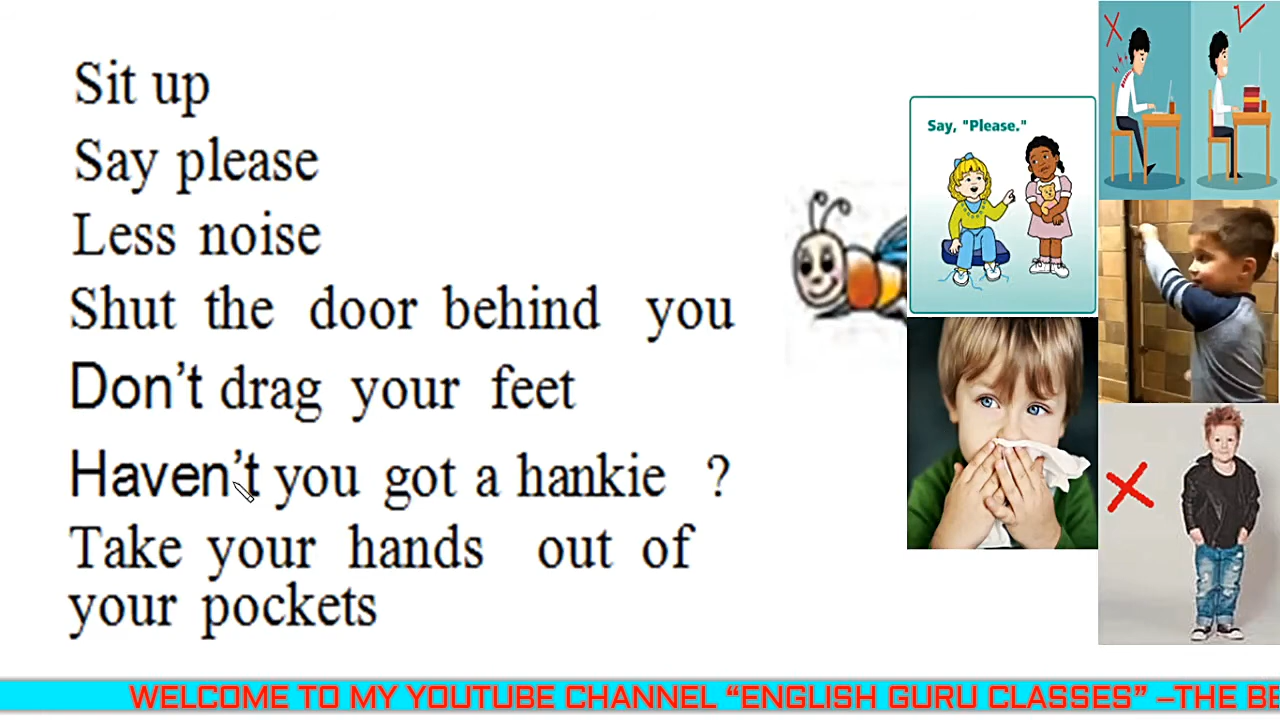 Sit up
Say please
Less noise
Shut the door behind you
Don't drag your feet
Haven't you got a hankie ?
Take your hands out of
your pockets
Say, "Please."
WELCOME TO MY YOUTUBE CHANNEL “ENGLISH GURU CLASSES” –THE BE